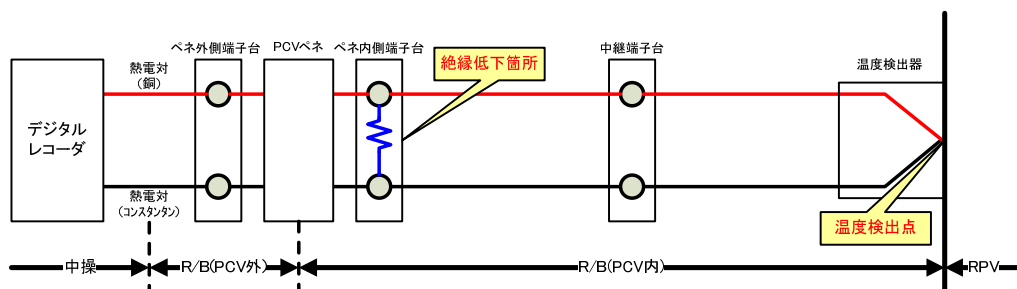 ペネ外側端子台
PCVペネ
ペネ内側端子台
絶縁低下箇所
中継端子台
温度検出器
熱電対
(銅)
デジタル
レコーダ
熱電対
(コンスタンタン)
温度検出点
中操
R/B(PCV外)
R/B(PCV内)
RPV